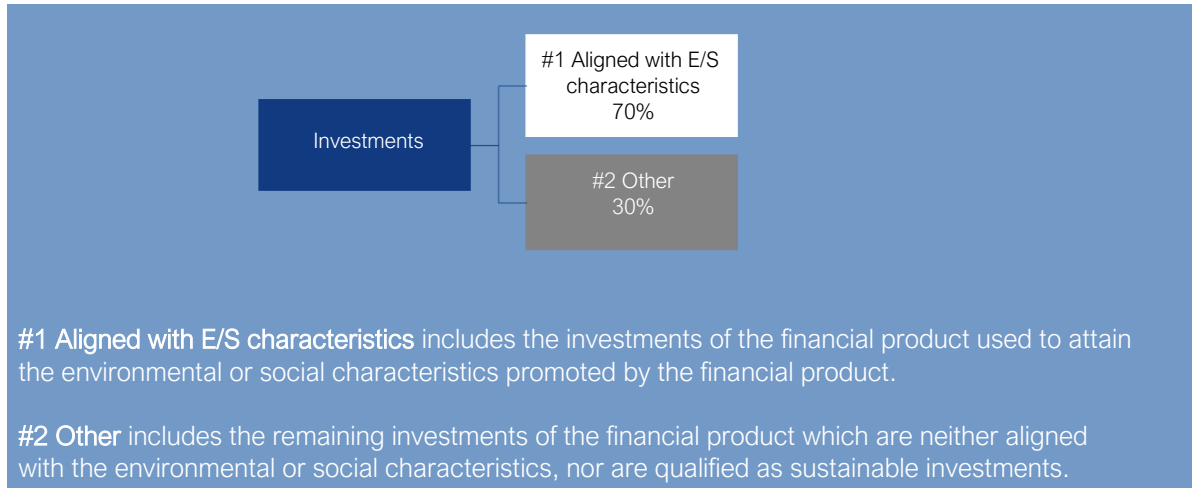 #1 Aligned with E/S
characteristics
70%
Investments
#2 Other
30%
#1 Aligned with E/S characteristics includes the investments of the financial product used to attain
the environmental or social characteristics promoted by the financial product.
#2 Other includes the remaining investments of the financial product which are neither aligned
with the environmental or social characteristics, nor are qualified as sustainable investments.